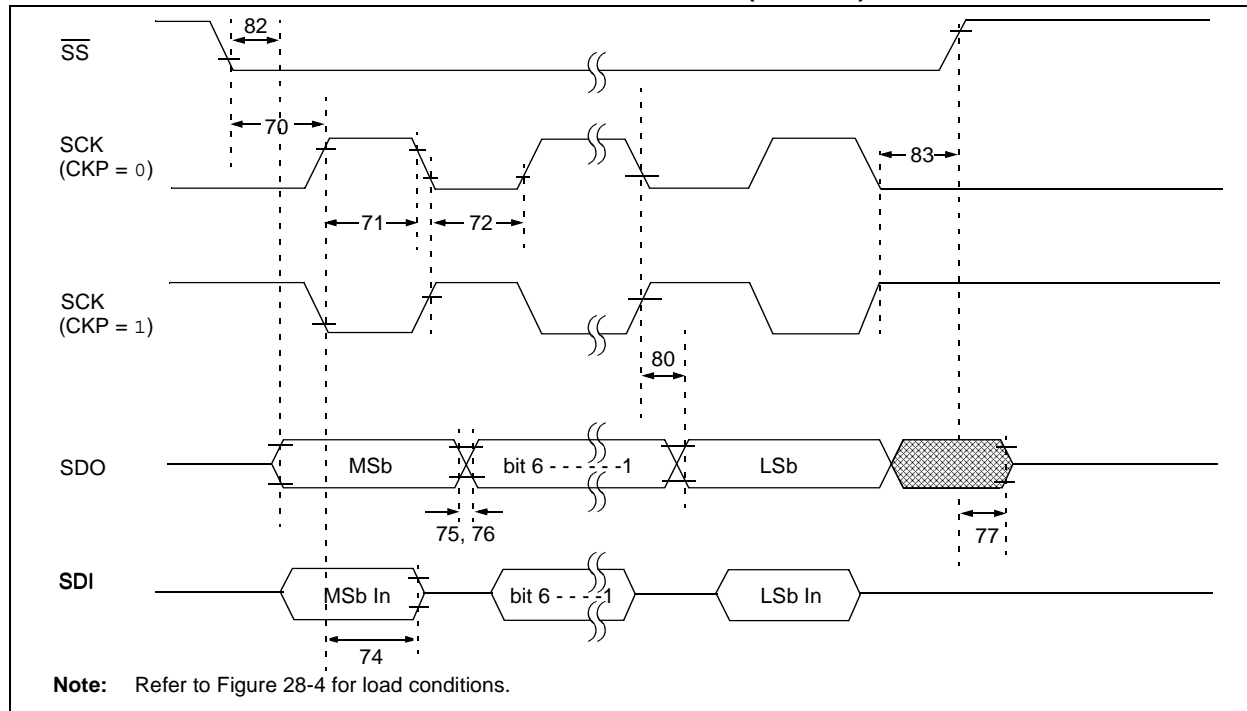 82
SS
70
SCK
(CKP = 0)
83
71
72
SCK
(CKP = 1)
80
SDO
MSb
bit 6 - - - - - -1
LSb
75, 76
77
SDI
MSb In
bit 6 - - - -1
LSb In
74
Note: Refer to Figure 28-4 for load conditions.